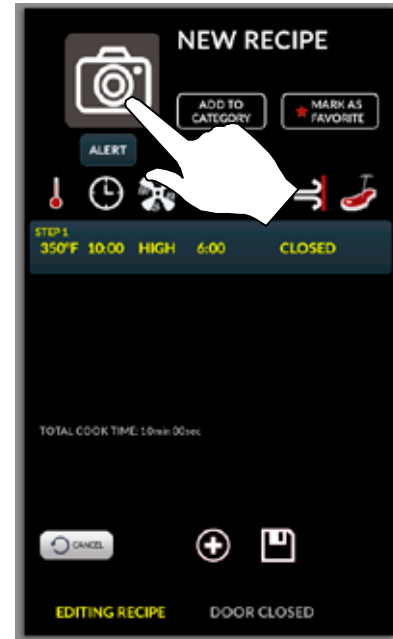 NEW RECIPE
ADD TO
CATEGORY
MARK AS
FAVORITE
ALERT
STEP 1
350°F 10:00 HIGH 6:00 CLOSED
TOTAL COOK TIME: 10min 00sec
CANCEL
EDITING RECIPE DOOR CLOSED